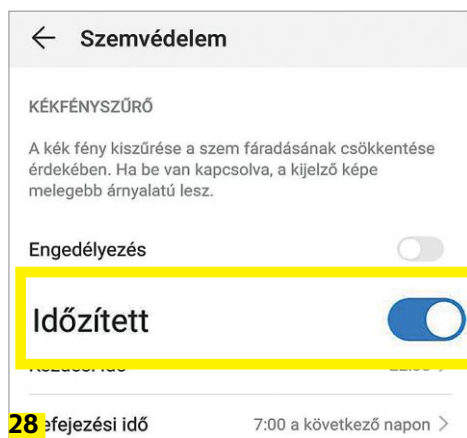 Szemvédelem
KÉKFÉNYSZŰRŐ
A kék fény kiszűrése a szem fáradásának csökkentése
érdekében. Ha be van kapcsolva, a kijelző képe
melegebb árnyalatú lesz.
Engedélyezés
Időzített
28 efejezési idő 7:00 a következő napon >